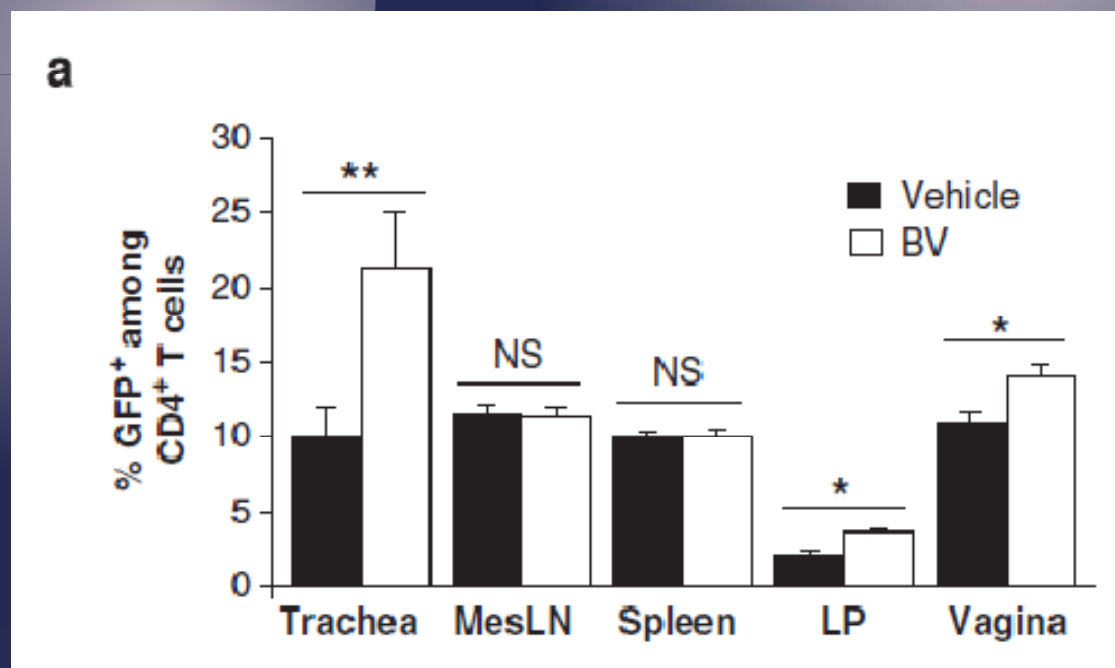 a
30
25
20
15
10
5
0
% GFP⁺ among
CD4⁺ T cells
**
NS
NS
*
*
Vehicle
BV
Trachea MesLN Spleen LP Vagina